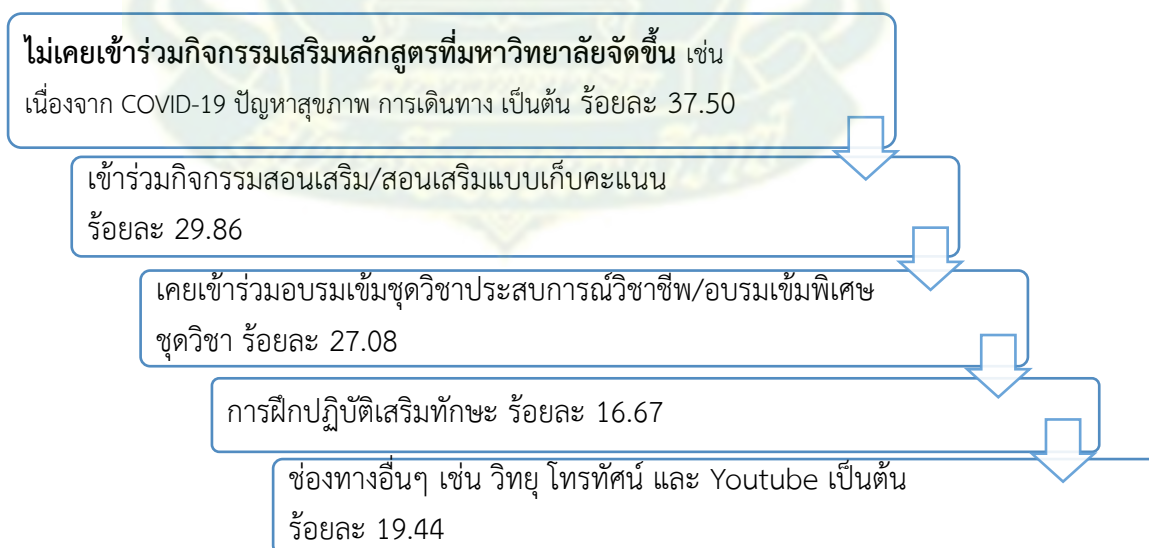 ไม่เคยเข้าร่วมกิจกรรมเสริมหลักสูตรที่มหาวิทยาลัยจัดขึ้น เช่น
เนื่องจาก COVID-19 ปัญหาสุขภาพ การเดินทาง เป็นต้น ร้อยละ 37.50
เข้าร่วมกิจกรรมสอนเสริม/สอนเสริมแบบเก็บคะแนน
ร้อยละ 29.86
เคยเข้าร่วมอบรมเข้มชุดวิชาประสบการณ์วิชาชีพ/อบรมเข้มพิเศษ
ชุดวิชา ร้อยละ 27.08
การฝึกปฏิบัติเสริมทักษะ ร้อยละ 16.67
ช่องทางอื่นๆ เช่น วิทยุ โทรทัศน์ และ Youtube เป็นต้น
ร้อยละ 19.44